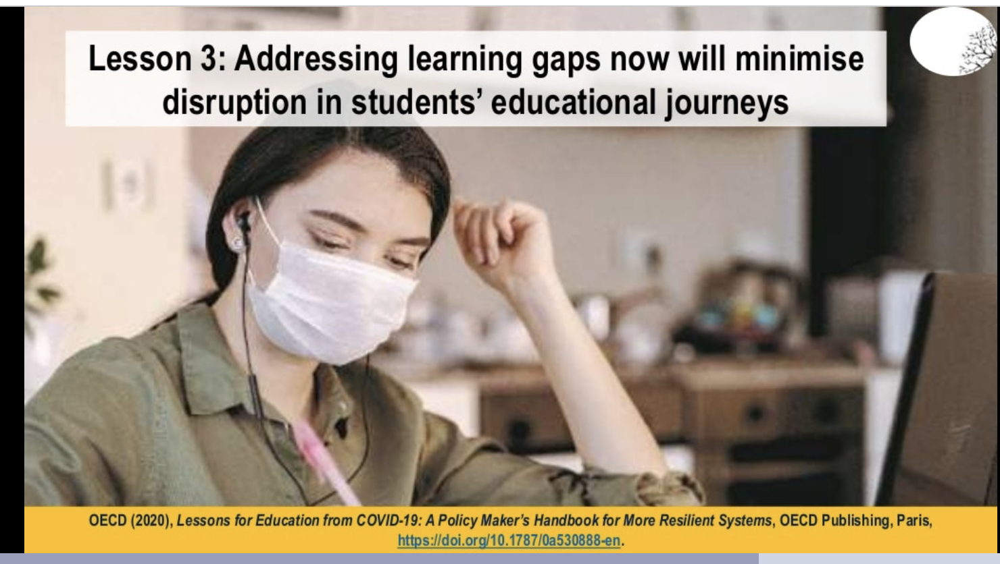 Lesson 3: Addressing learning gaps now will minimise
disruption in students’ educational journeys
OECD (2020), Lessons for Education from COVID-19: A Policy Maker’s Handbook for More Resilient Systems, OECD Publishing, Paris,
https://doi.org/10.1787/0a530888-en.